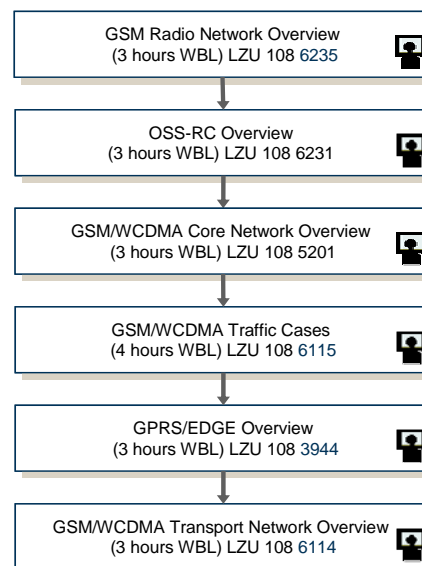 GSM Radio Network Overview
(3 hours WBL) LZU 108 6235
OSS-RC Overview
(3 hours WBL) LZU 108 6231
GSM/WCDMA Core Network Overview
(3 hours WBL) LZU 108 5201
GSM/WCDMA Traffic Cases
(4 hours WBL) LZU 108 6115
GPRS/EDGE Overview
(3 hours WBL) LZU 108 3944
GSM/WCDMA Transport Network Overview
(3 hours WBL) LZU 108 6114